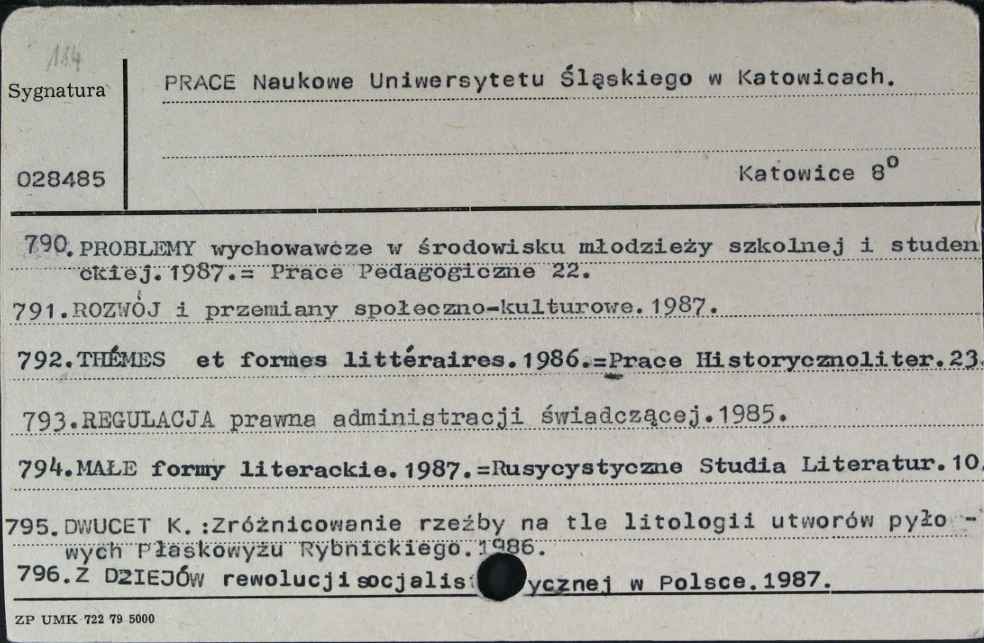 184
PRACE Naukowe Uniwersytetu Śląskiego w Katowicach.
Sygnatura
028485
Katowice 8º
790. PROBLEMY wychowawcze w środowisku młodzieży szkolnej i studen
ckiej. 1987.= Prace Pedagogiczne 22.
791. ROZWÓJ i przemiany społeczno-kulturowe. 1987.
792. THÉMES et formes littéraires. 1986.=Prace Historycznoliter. 23.
793. REGULACJA prawna administracji świadczącej. 1985.
794. MAŁE formy literackie. 1987.=Rusycystyczne Studia Literatur. 10.
795. DWUCET K. :Zróżnicowanie rzeźby na tle litologii utworów pyło -
wych Płaskowyżu Rybnickiego. 1986.
796. Z DZIEJÓW rewolucji socjalis ycznej w Polsce. 1987.
ZP UMK 722 79 5000